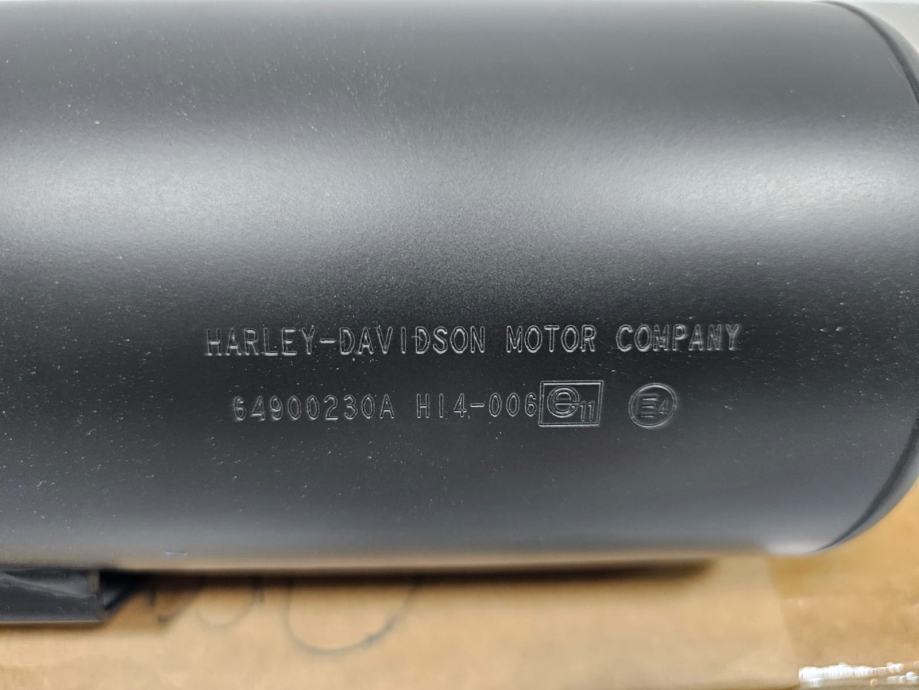 HARLEY-DAVIDSON MOTOR COMPANY
64900230A H14-006 e11 E4